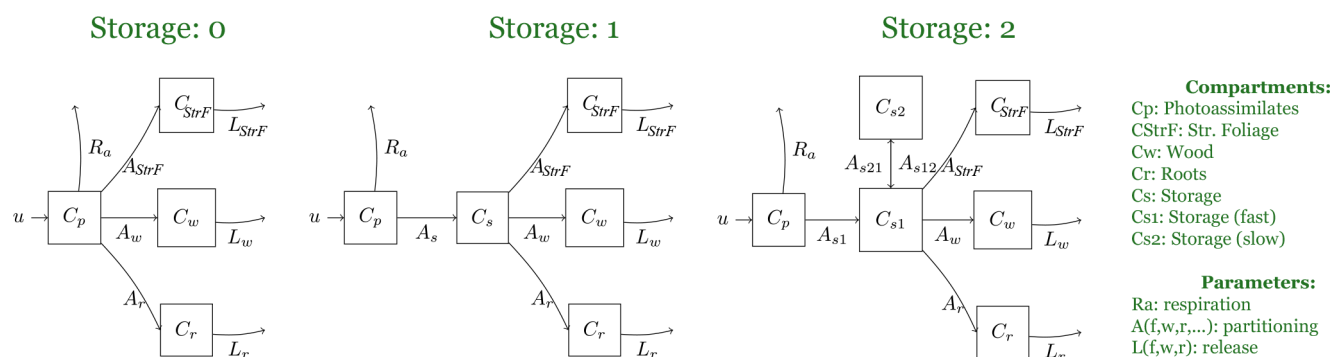 Storage: 0
Storage: 1
Storage: 2
C_StrF
L_StrF
R_a
A_StrF
u
C_p
A_w
C_w
L_w
A_r
C_r
L_r
C_StrF
L_StrF
R_a
A_StrF
u
C_p
A_s
C_s
A_w
C_w
L_w
A_r
C_r
L_r
C_s2
C_StrF
L_StrF
R_a
A_s21
A_s12
A_StrF
u
C_p
A_s1
C_s1
A_w
C_w
L_w
A_r
C_r
L_r
Compartments:
Cp: Photoassimilates
CStrF: Str. Foliage
Cw: Wood
Cr: Roots
Cs: Storage
Cs1: Storage (fast)
Cs2: Storage (slow)
Parameters:
Ra: respiration
A(f,w,r,...): partitioning
L(f,w,r): release